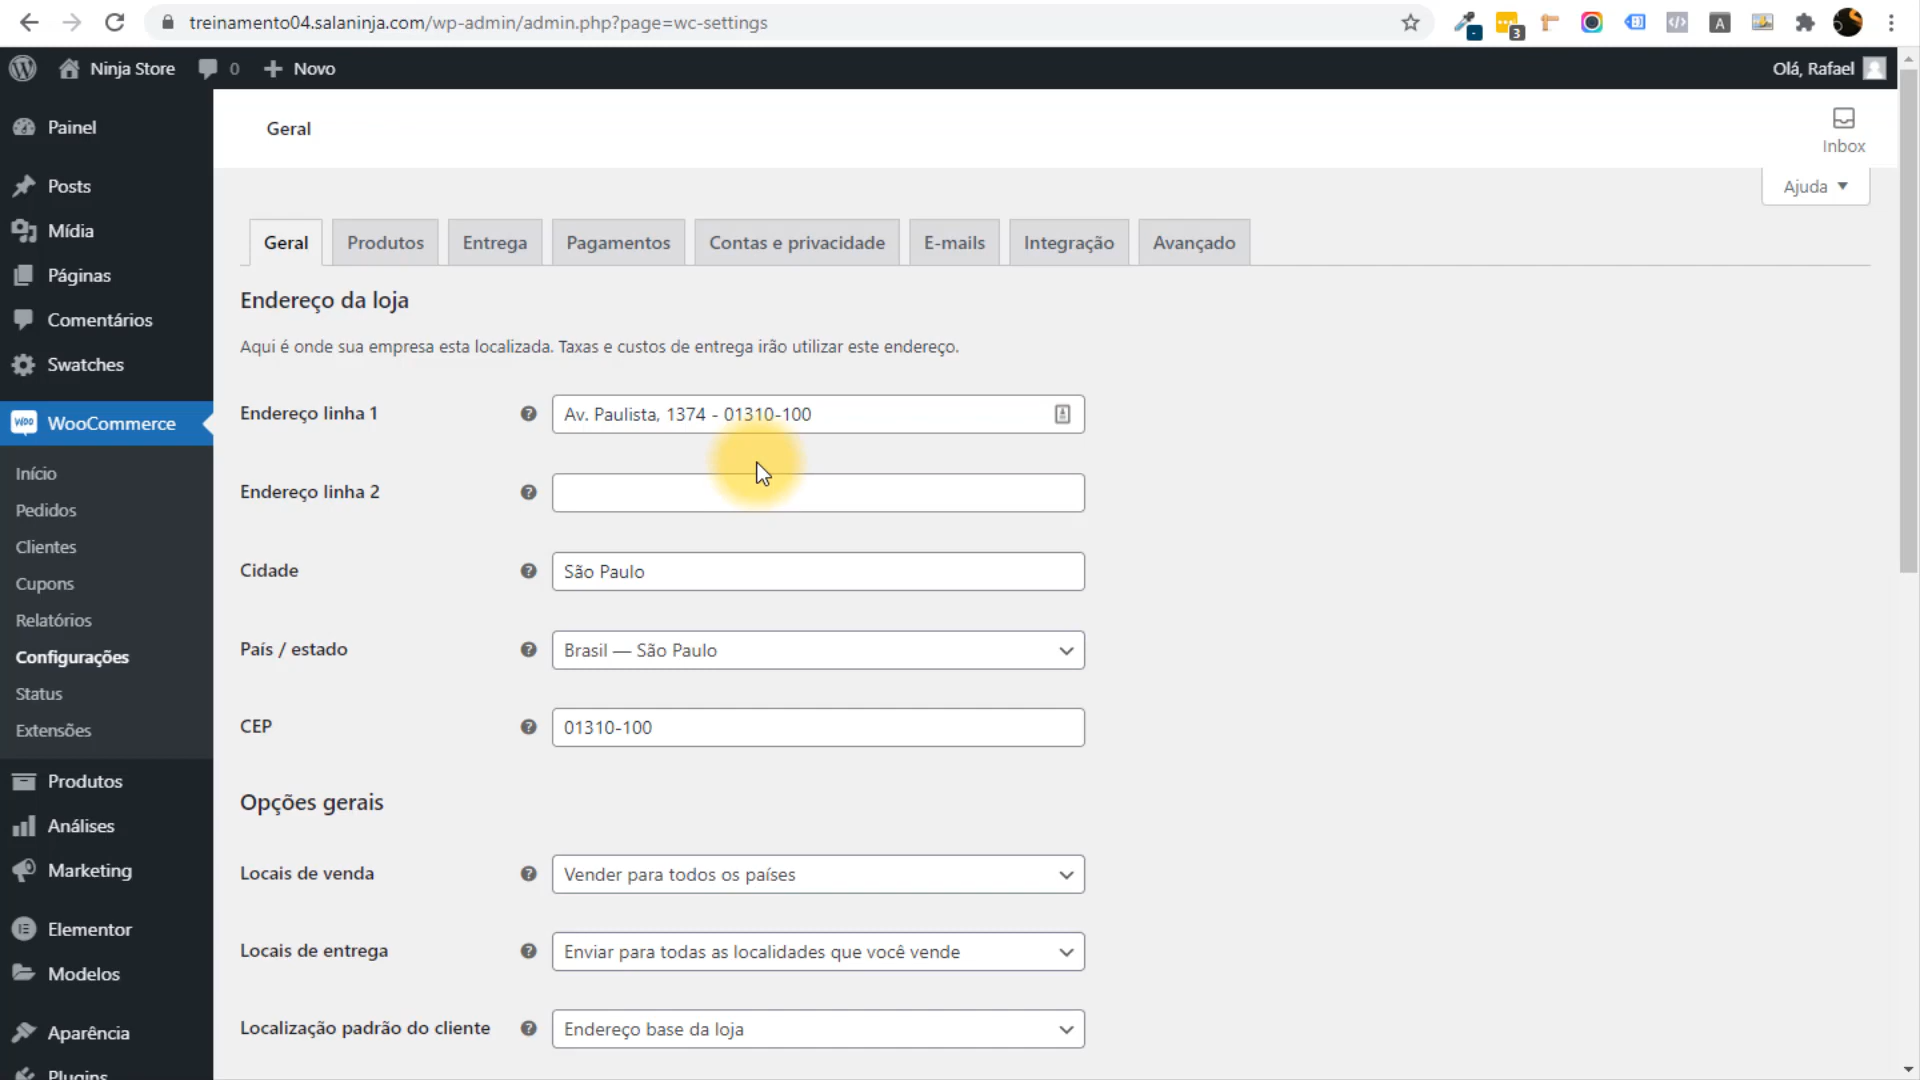 treinamento04.salaninja.com/wp-admin/admin.php?page=wc-settings
3
Ninja Store
0
Novo
Olá, Rafael
Painel
Posts
Mídia
Páginas
Comentários
Swatches
WooCommerce
Início
Pedidos
Clientes
Cupons
Relatórios
Configurações
Status
Extensões
Produtos
Análises
Marketing
Elementor
Modelos
Aparência
Plugins
Geral
Inbox
Ajuda
Geral
Produtos
Entrega
Pagamentos
Contas e privacidade
E-mails
Integração
Avançado
Endereço da loja
Aqui é onde sua empresa esta localizada. Taxas e custos de entrega irão utilizar este endereço.
Endereço linha 1
Av. Paulista, 1374 - 01310-100
Endereço linha 2
Cidade
São Paulo
País / estado
Brasil — São Paulo
CEP
01310-100
Opções gerais
Locais de venda
Vender para todos os países
Locais de entrega
Enviar para todas as localidades que você vende
Localização padrão do cliente
Endereço base da loja